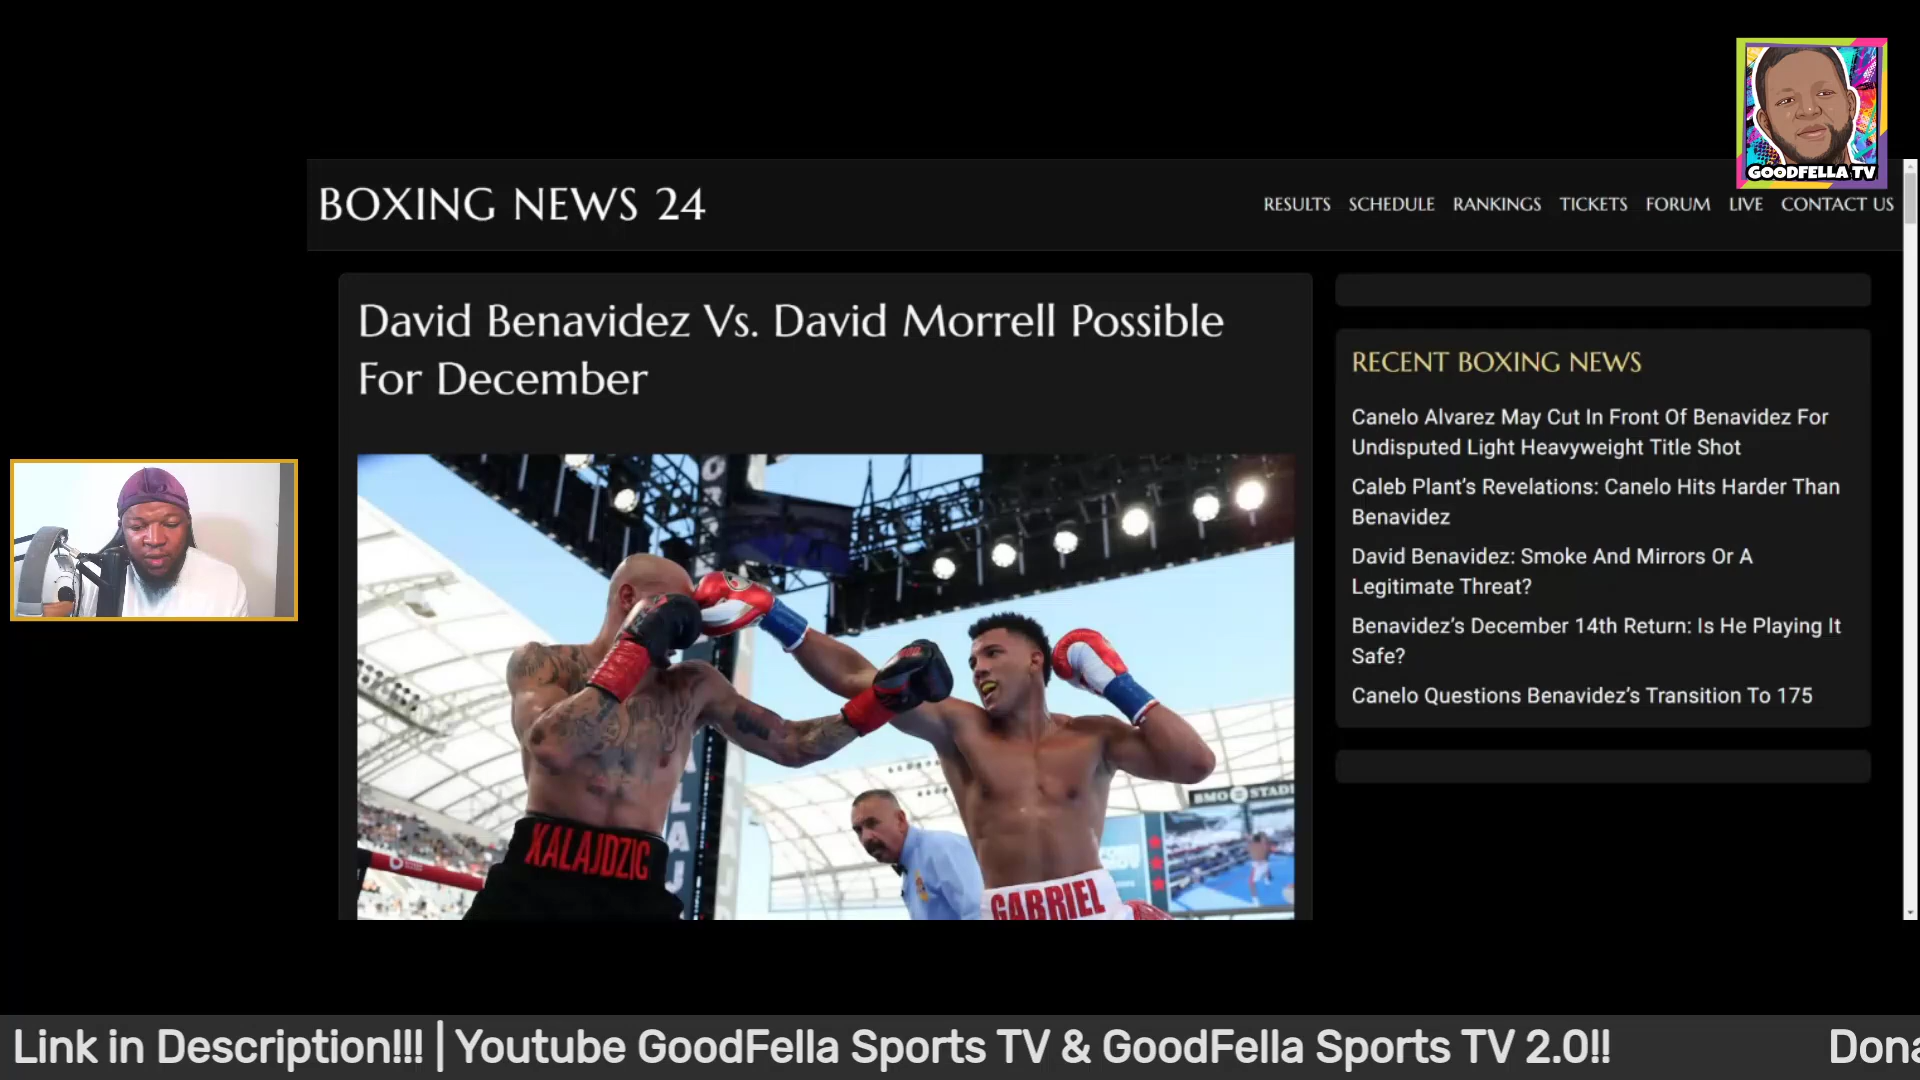 GOODFELLA TV
BOXING NEWS 24
RESULTS SCHEDULE RANKINGS TICKETS FORUM LIVE CONTACT US
David Benavidez Vs. David Morrell Possible
For December
RECENT BOXING NEWS
Canelo Alvarez May Cut In Front Of Benavidez For
Undisputed Light Heavyweight Title Shot
Caleb Plant's Revelations: Canelo Hits Harder Than
Benavidez
David Benavidez: Smoke And Mirrors Or A
Legitimate Threat?
Benavidez's December 14th Return: Is He Playing It
Safe?
Canelo Questions Benavidez's Transition To 175
KALAJDZIC
GABRIEL
Link in Description!!! | Youtube GoodFella Sports TV & GoodFella Sports TV 2.0!! Dona